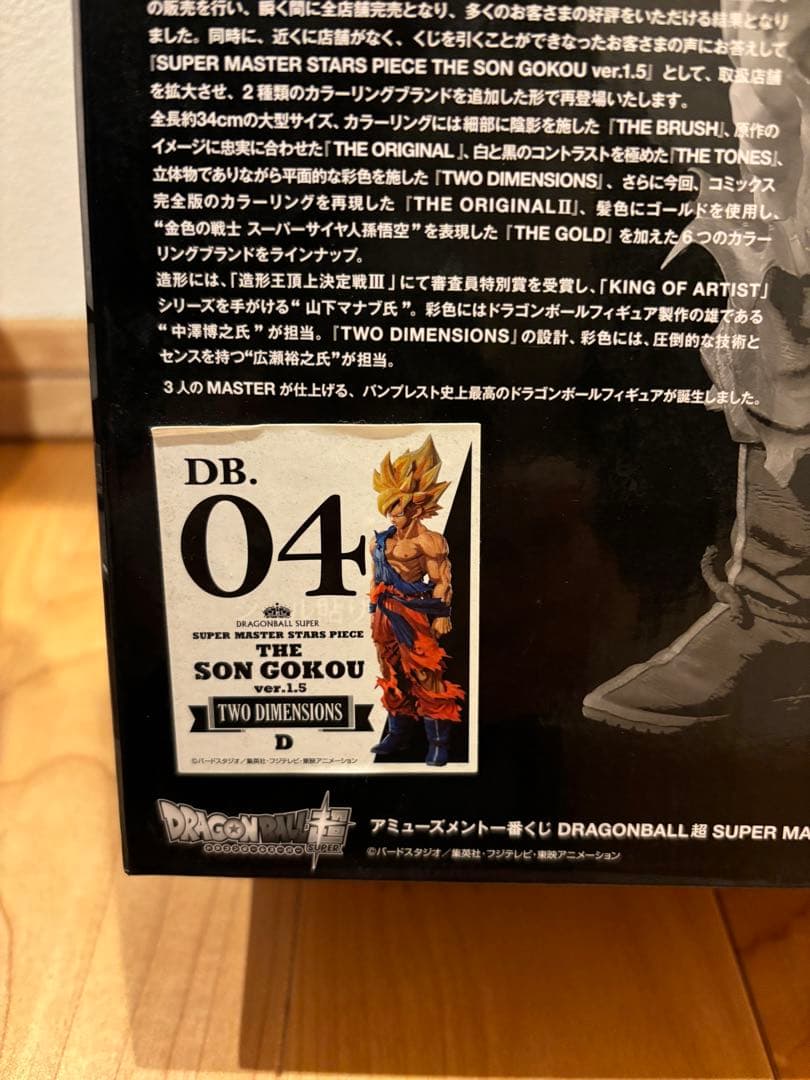 の販売を行い、瞬く間に全店舗完売となり、多くのお客さまの好評をいただける結果となり
ました。同時に、近くに店舗がなく、くじを引くことができなったお客さまの声にお答えして
『SUPER MASTER STARS PIECE THE SON GOKOU ver.1.5』として、取扱店舗
を拡大させ、2種類のカラーリングブランドを追加した形で再登場いたします。
全長約34cmの大型サイズ、カラーリングには細部に陰影を施した『THE BRUSH』、原作の
イメージに忠実に合わせた『THE ORIGINAL』、白と黒のコントラストを極めた『THE TONES』、
立体物でありながら平面的な彩色を施した『TWO DIMENSIONS』、さらに今回、コミックス
完全版のカラーリングを再現した『THE ORIGINALⅡ』、髪色にゴールドを使用し、
“金色の戦士 スーパーサイヤ人孫悟空”を表現した『THE GOLD』を加えた6つのカラー
リングブランドをラインナップ。
造形には、「造形王頂上決定戦Ⅲ」にて審査員特別賞を受賞し、「KING OF ARTIST」
シリーズを手がける“山下マナブ氏”。彩色にはドラゴンボールフィギュア製作の雄である
“中澤博之氏”が担当。『TWO DIMENSIONS』の設計、彩色には、圧倒的な技術と
センスを持つ“広瀬裕之氏”が担当。
3人のMASTERが仕上げる、バンプレスト史上最高のドラゴンボールフィギュアが誕生しました。
DB.
04
DRAGONBALL SUPER
SUPER MASTER STARS PIECE
THE
SON GOKOU
ver.1.5
TWO DIMENSIONS
D
©バードスタジオ／集英社・フジテレビ・東映アニメーション
DRAGON BALL超
SUPER
アミューズメント一番くじ DRAGONBALL超 SUPER MA
©バードスタジオ／集英社・フジテレビ・東映アニメーション